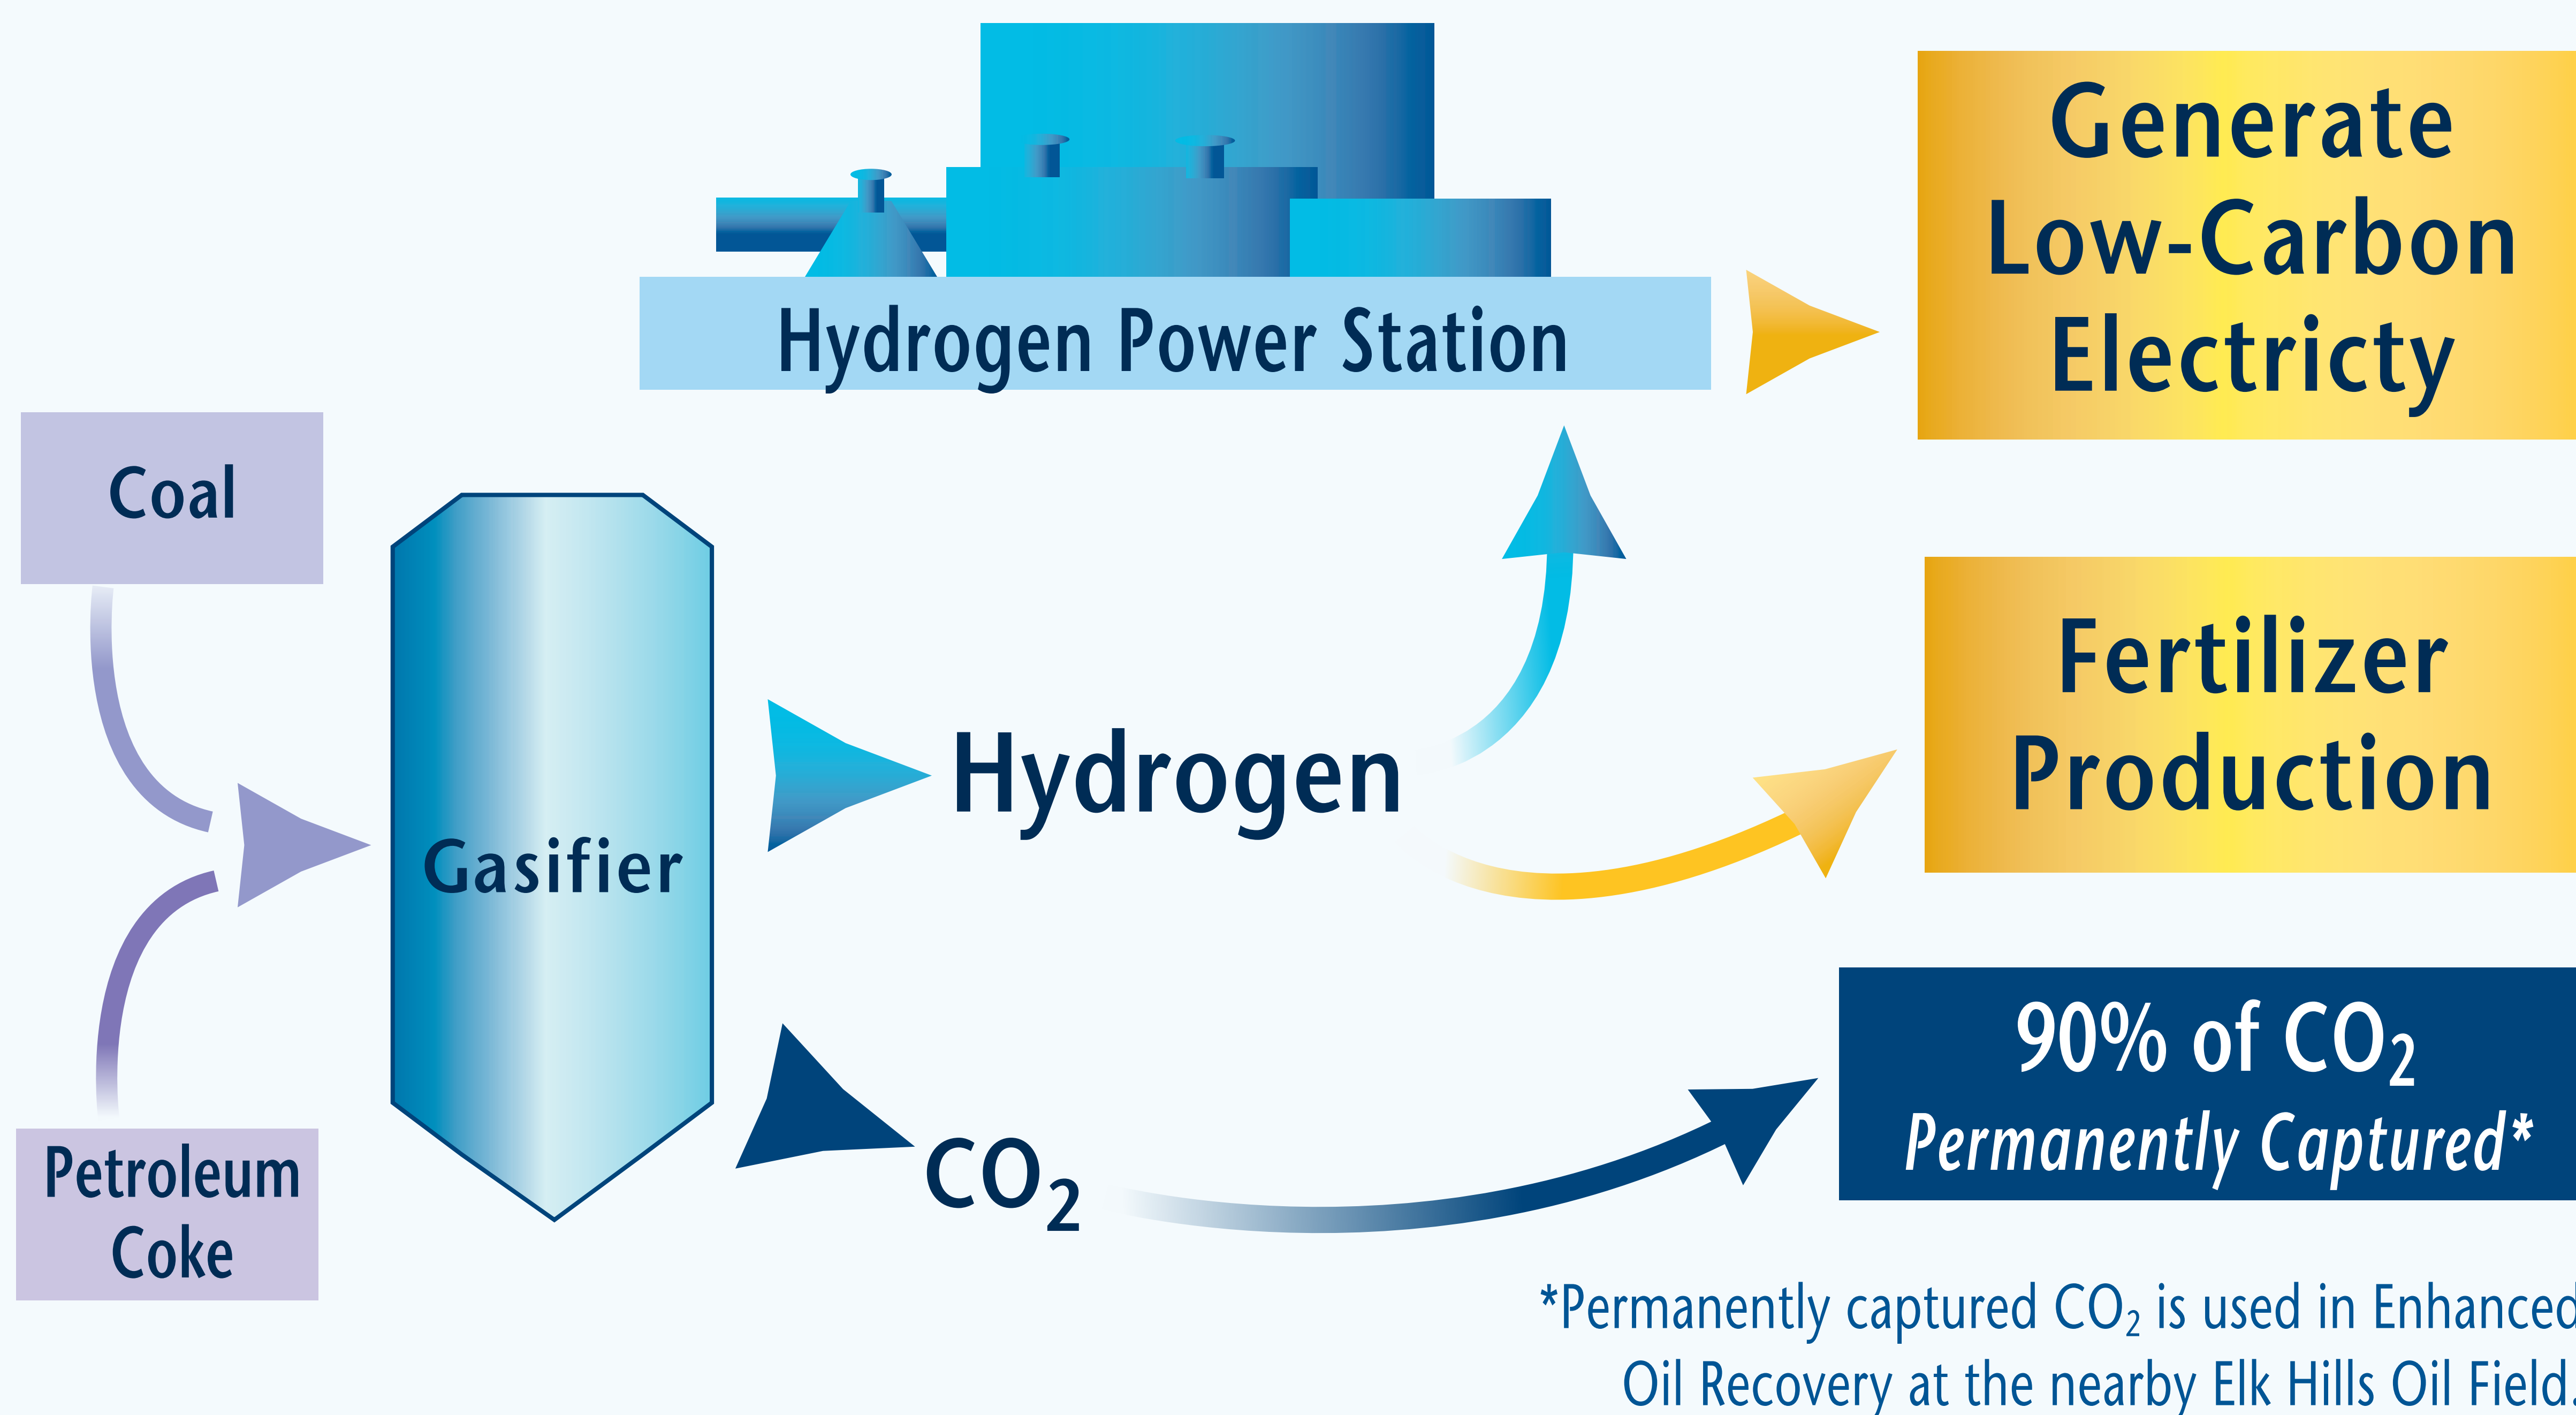 Generate
Low-Carbon
Electricty
Hydrogen Power Station
Coal
Fertilizer
Production
Hydrogen
Gasifier
90% of CO₂
Permanently Captured*
CO₂
Petroleum
Coke
*Permanently captured CO₂ is used in Enhanced
Oil Recovery at the nearby Elk Hills Oil Field.